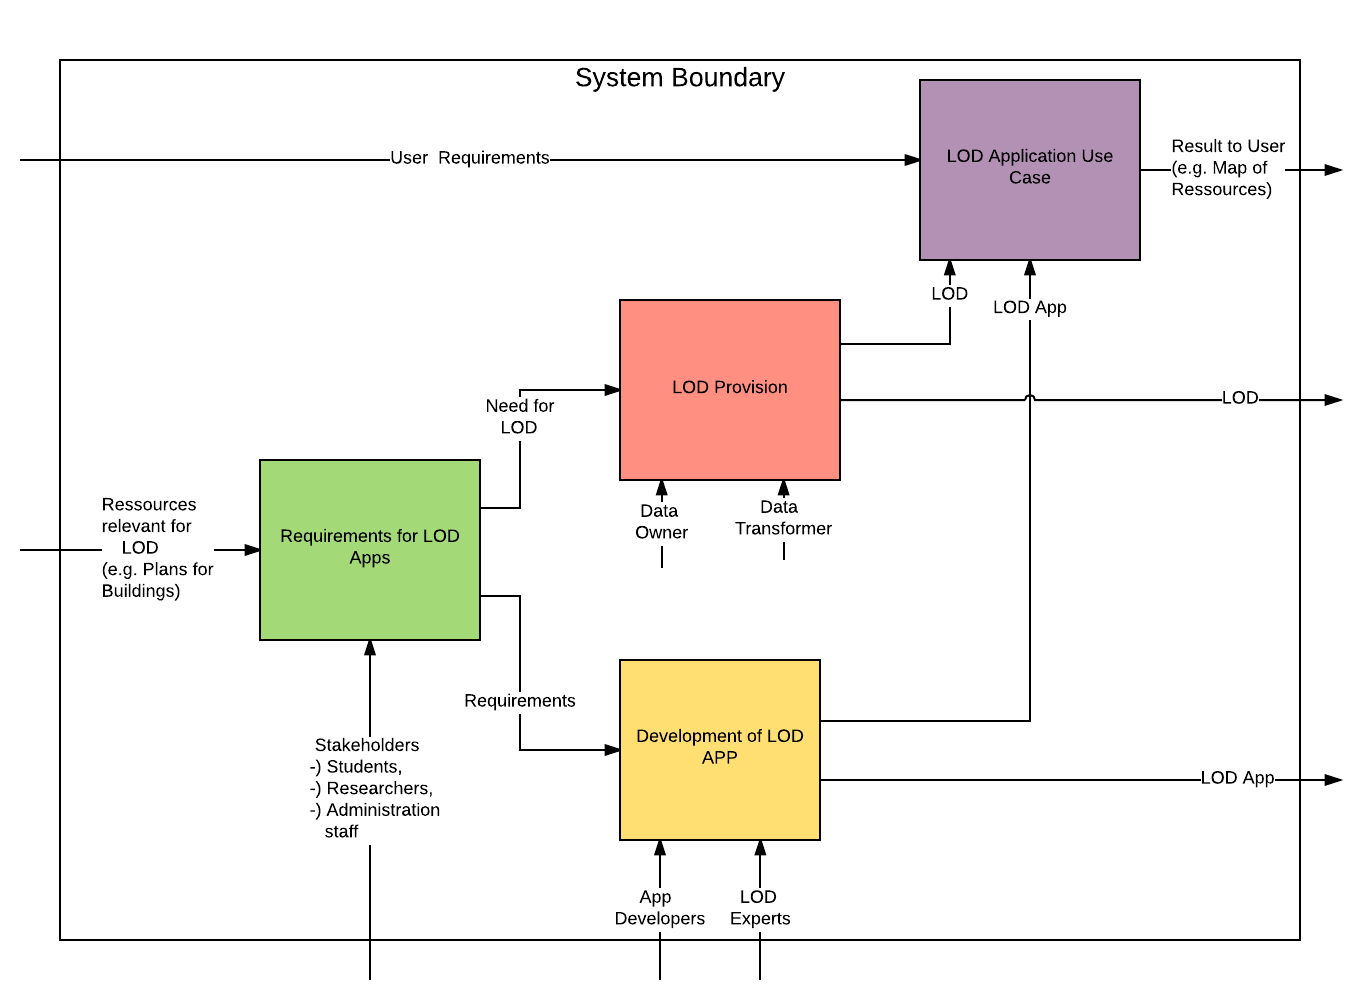 System Boundary
User  Requirements
LOD Application Use
Case
Result to User
(e.g. Map of
Ressources)
LOD
LOD App
LOD Provision
LOD
Need for
LOD
Data
Owner
Data
Transformer
Ressources
relevant for
LOD
(e.g. Plans for
Buildings)
Requirements for LOD
Apps
Requirements
Stakeholders
-) Students,
-) Researchers,
-) Administration
staff
Development of LOD
APP
LOD App
App
Developers
LOD
Experts